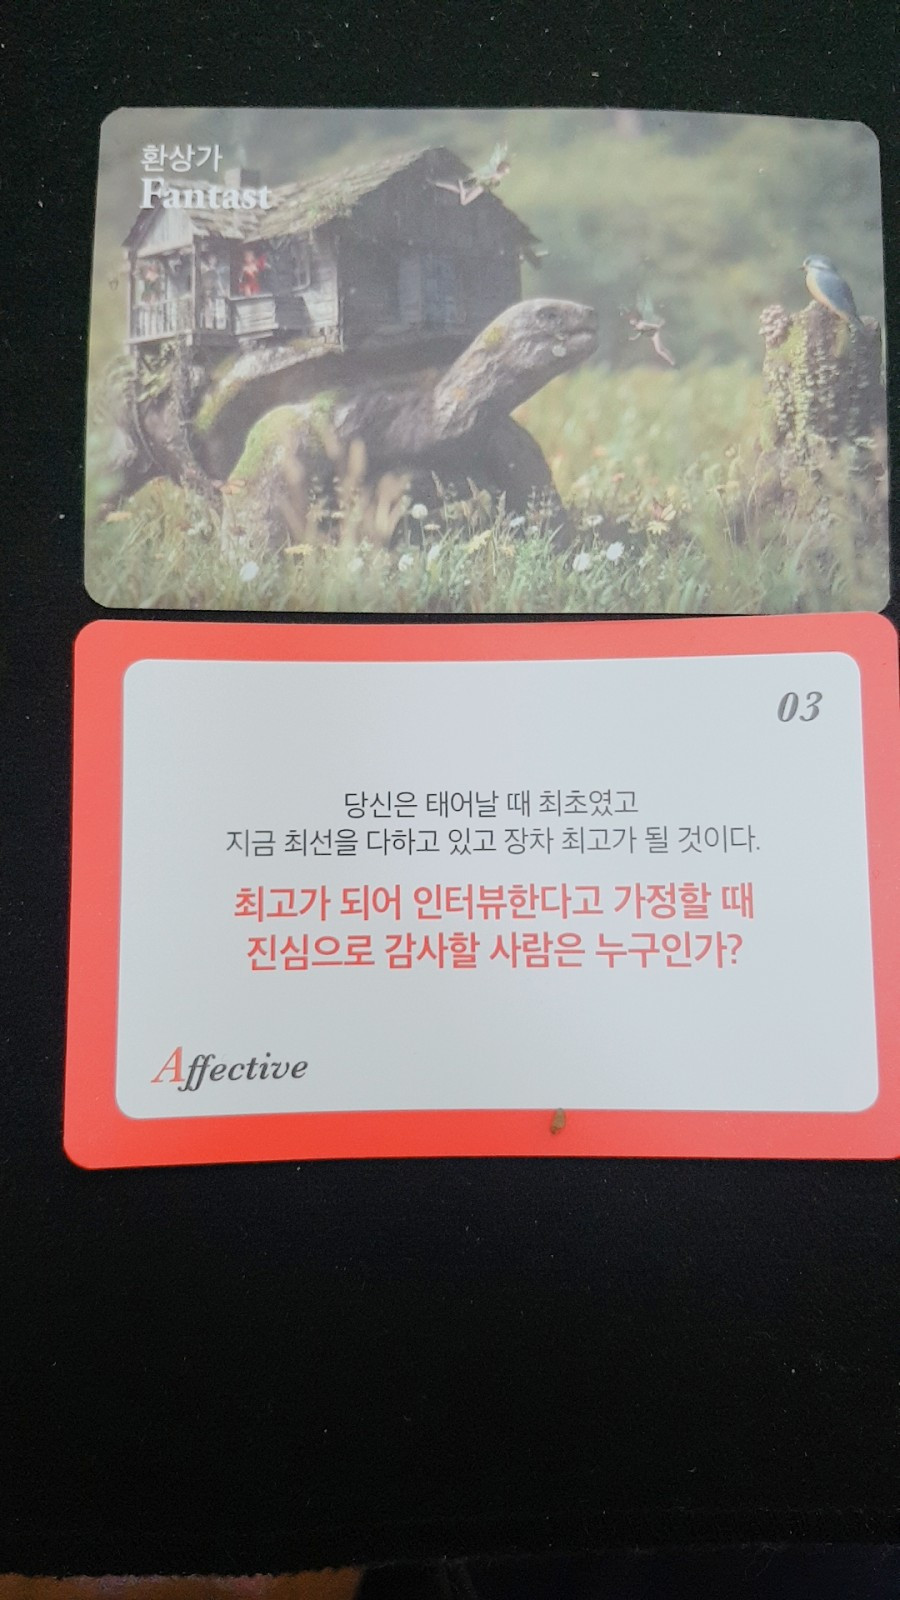 환상가
Fantast
03
당신은 태어날 때 최초였고
지금 최선을 다하고 있고 장차 최고가 될 것이다.
최고가 되어 인터뷰한다고 가정할 때
진심으로 감사할 사람은 누구인가?
Affective